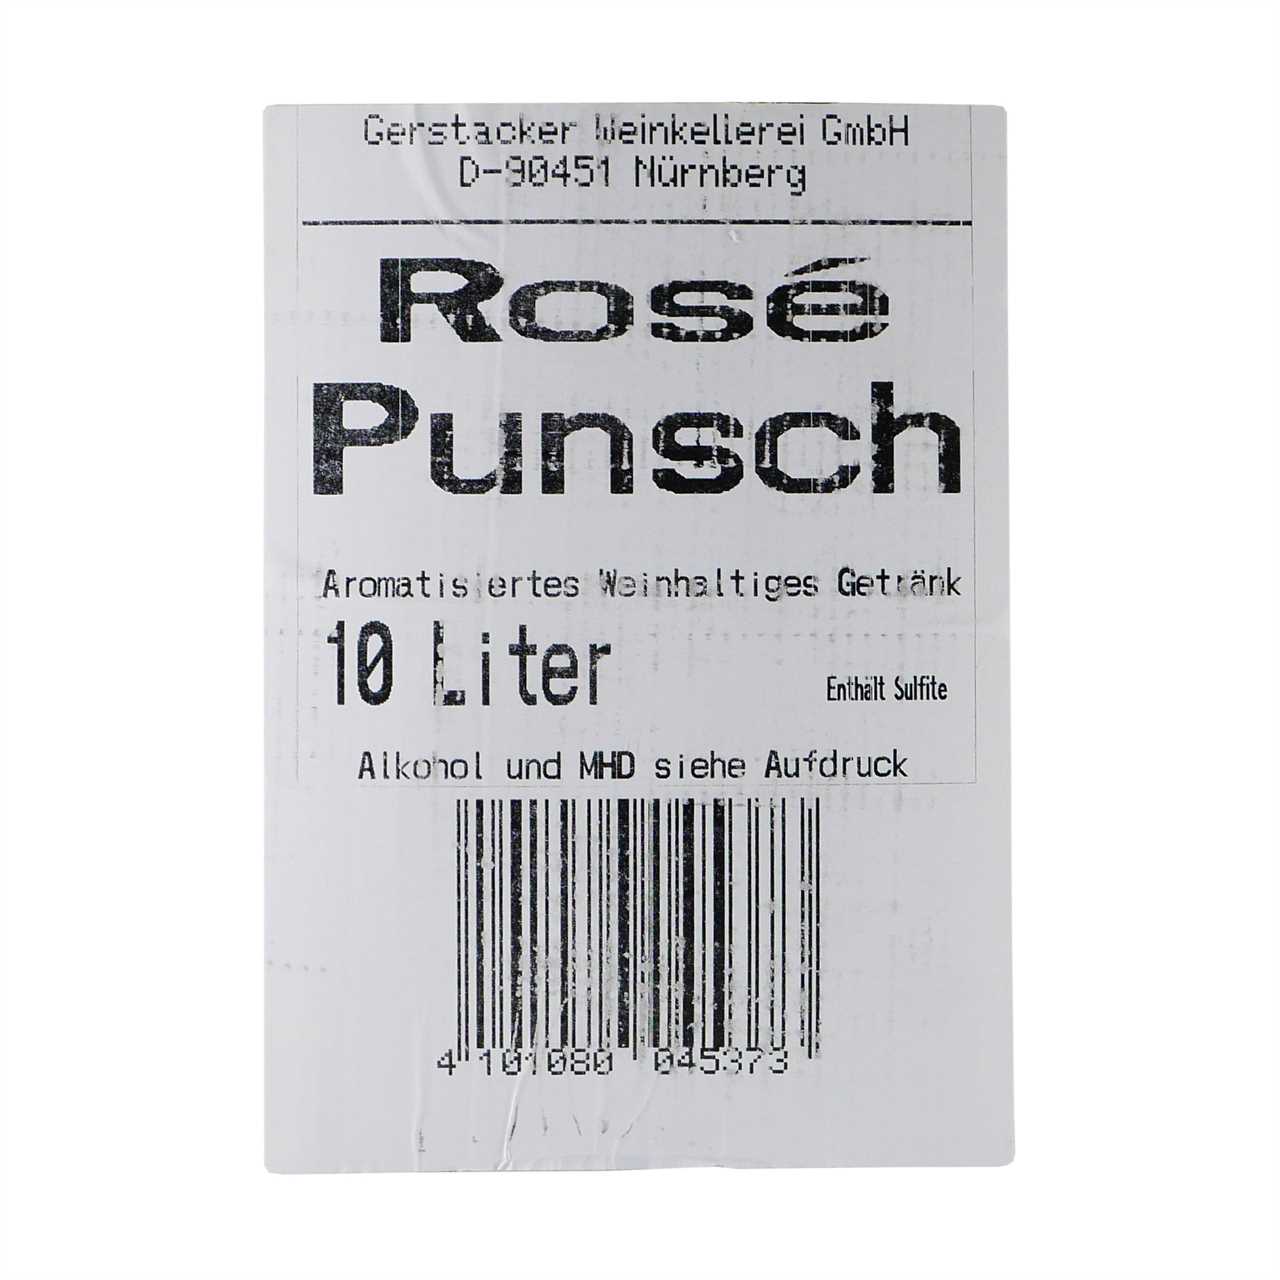 Gerstacker Weinkellerei GmbH
D-90451 Nürnberg
Rosé
Punsch
Aromatisiertes Weinhaltiges Getränk
10 Liter
Enthält Sulfite
Alkohol und MHD siehe Aufdruck
4 101080 045373